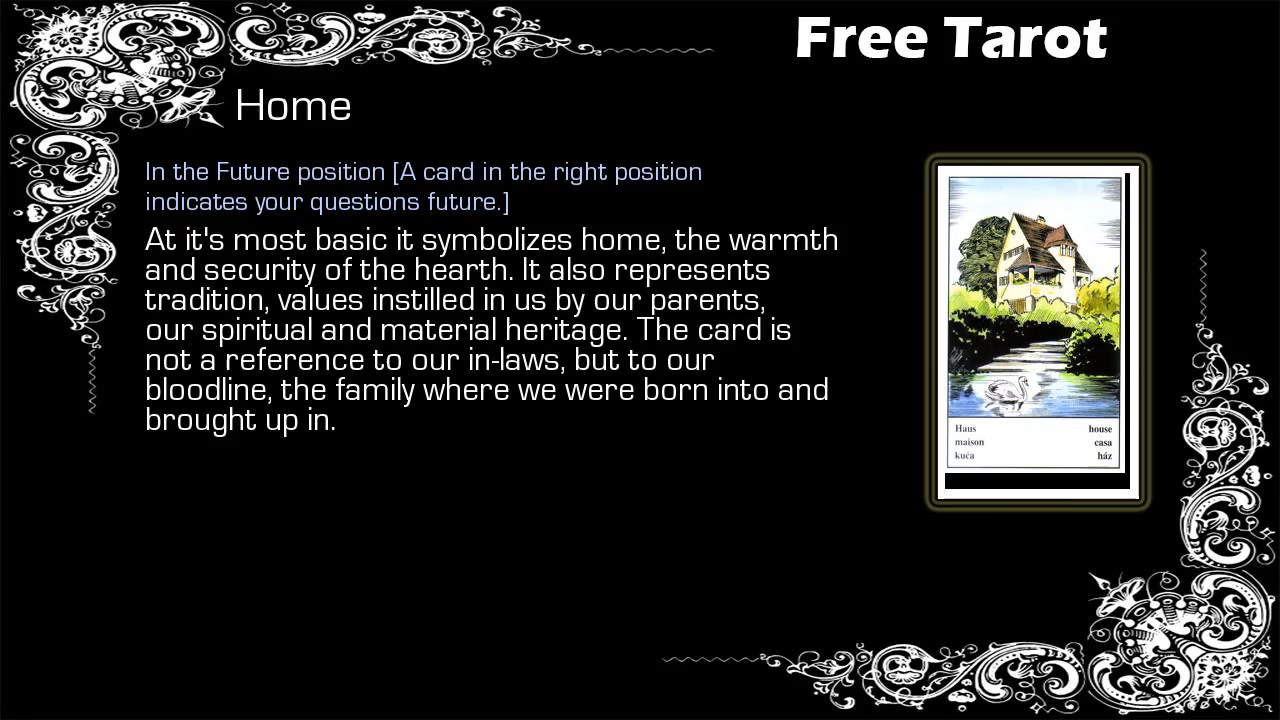 Free Tarot
Home
In the Future position [A card in the right position
indicates your questions future.]
At it's most basic it symbolizes home, the warmth
and security of the hearth. It also represents
tradition, values instilled in us by our parents,
our spiritual and material heritage. The card is
not a reference to our in-laws, but to our
bloodline, the family where we were born into and
brought up in.
Haus house
maison casa
kuća ház